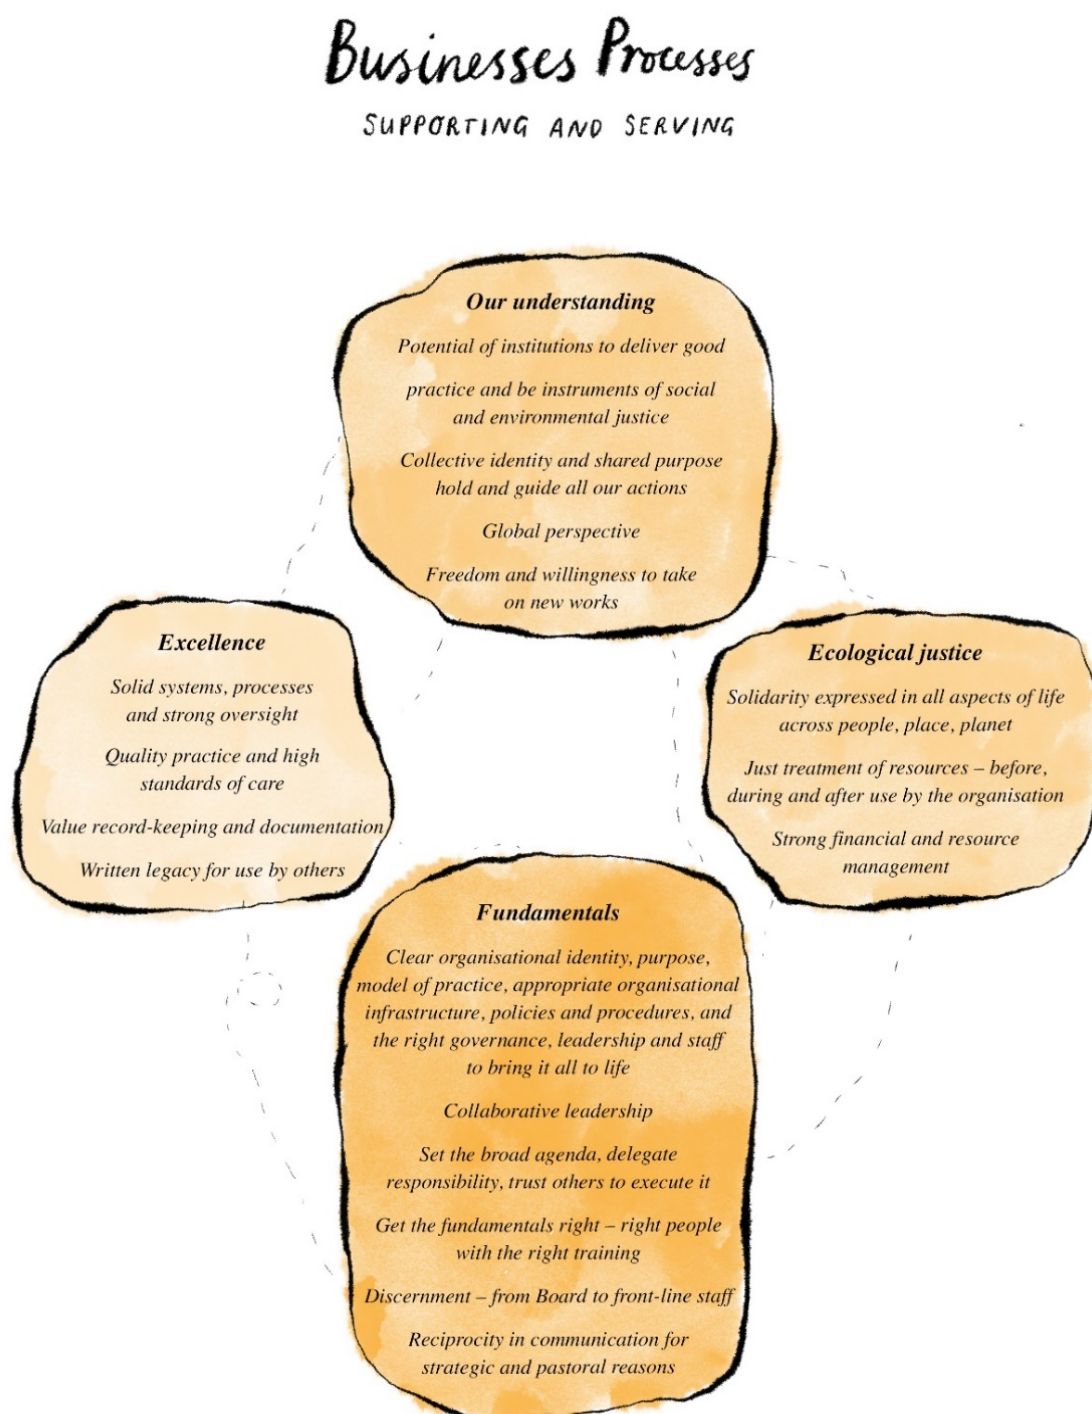 Businesses Processes
SUPPORTING AND SERVING
Our understanding
Potential of institutions to deliver good
practice and be instruments of social
and environmental justice
Collective identity and shared purpose
hold and guide all our actions
Global perspective
Freedom and willingness to take
on new works
Excellence
Solid systems, processes
and strong oversight
Quality practice and high
standards of care
Value record-keeping and documentation
Written legacy for use by others
Ecological justice
Solidarity expressed in all aspects of life
across people, place, planet
Just treatment of resources – before,
during and after use by the organisation
Strong financial and resource
management
Fundamentals
Clear organisational identity, purpose,
model of practice, appropriate organisational
infrastructure, policies and procedures, and
the right governance, leadership and staff
to bring it all to life
Collaborative leadership
Set the broad agenda, delegate
responsibility, trust others to execute it
Get the fundamentals right – right people
with the right training
Discernment – from Board to front-line staff
Reciprocity in communication for
strategic and pastoral reasons